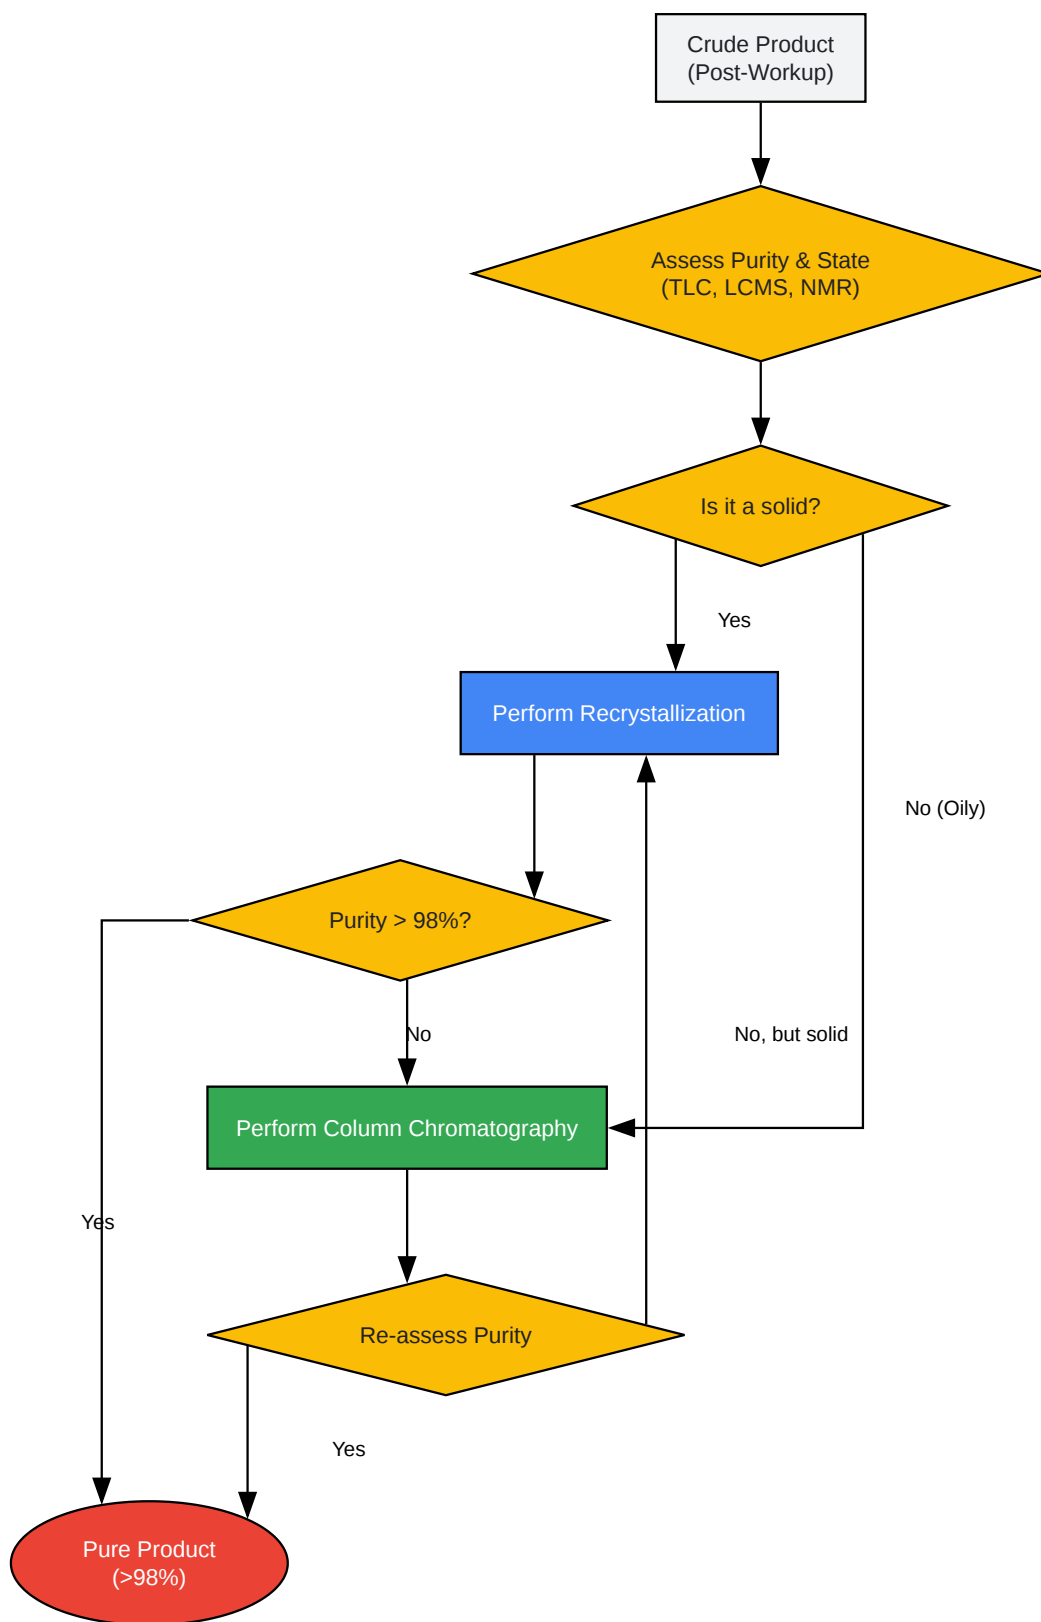 Crude Product
(Post-Workup)
Assess Purity & State
(TLC, LCMS, NMR)
Is it a solid?
Yes
Perform Recrystallization
No (Oily)
Purity > 98%?
No
No, but solid
Perform Column Chromatography
Yes
Re-assess Purity
Yes
Pure Product
(>98%)